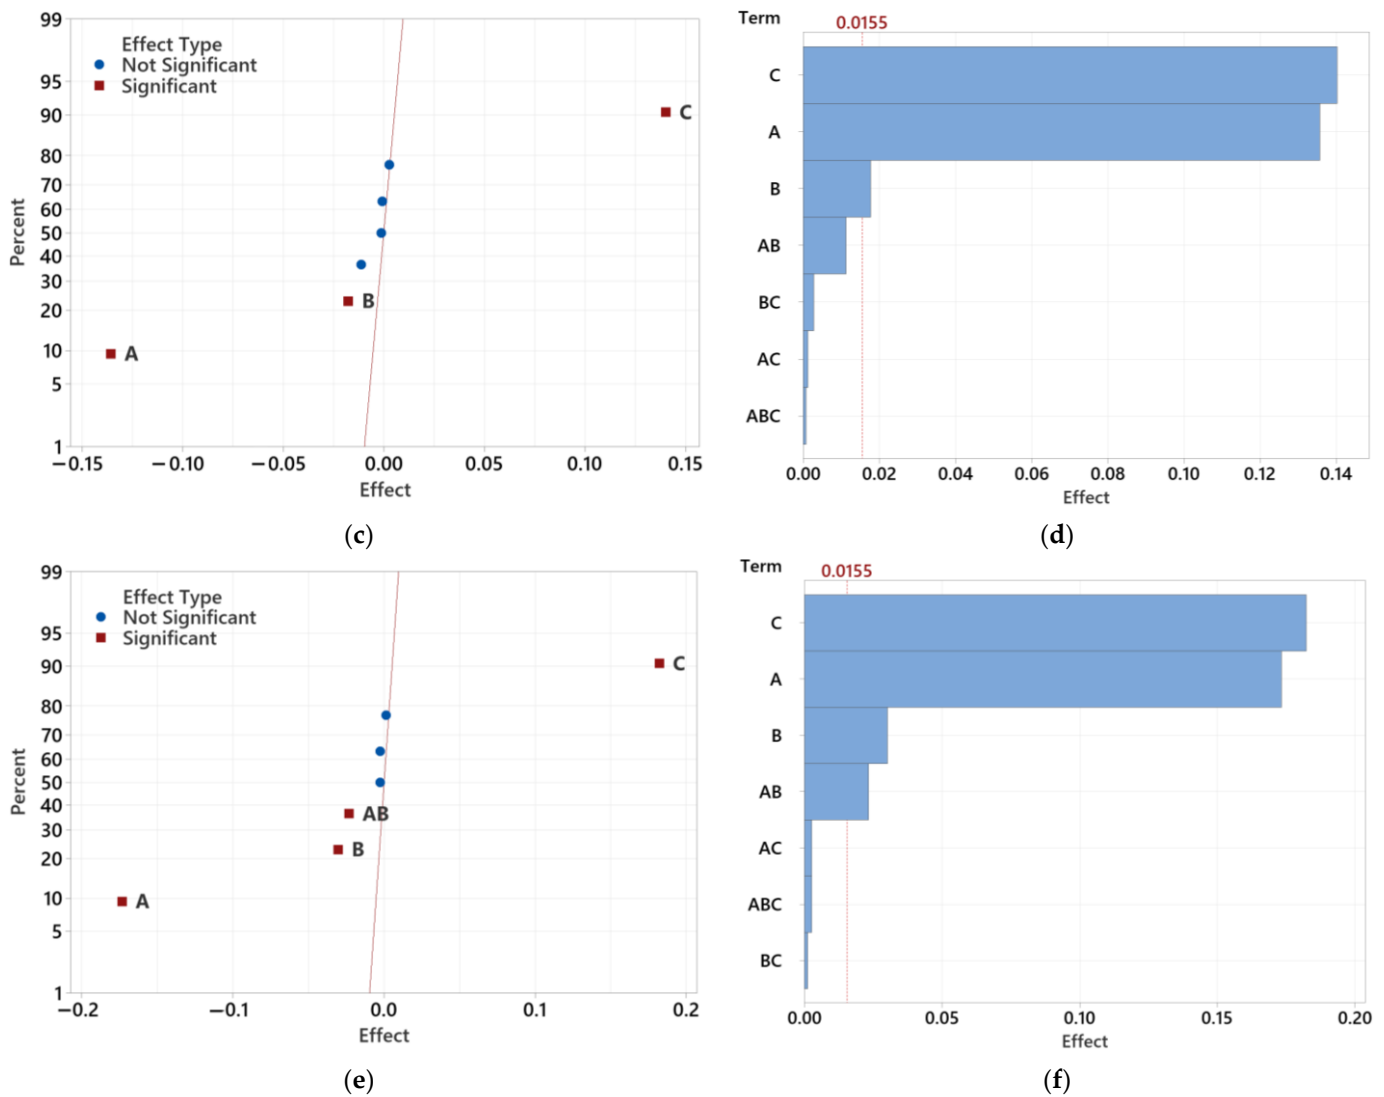 99
95
90
80
70
60
50
40
30
20
10
5
1
Percent
Effect Type
Not Significant
Significant
C
B
A
−0.15 −0.10 −0.05 0.00 0.05 0.10 0.15
Effect
(c)
Term
0.0155
C
A
B
AB
BC
AC
ABC
0.00 0.02 0.04 0.06 0.08 0.10 0.12 0.14
Effect
(d)
99
95
90
80
70
60
50
40
30
20
10
5
1
Percent
Effect Type
Not Significant
Significant
C
AB
B
A
−0.2 −0.1 0.0 0.1 0.2
Effect
(e)
Term
0.0155
C
A
B
AB
AC
ABC
BC
0.00 0.05 0.10 0.15 0.20
Effect
(f)